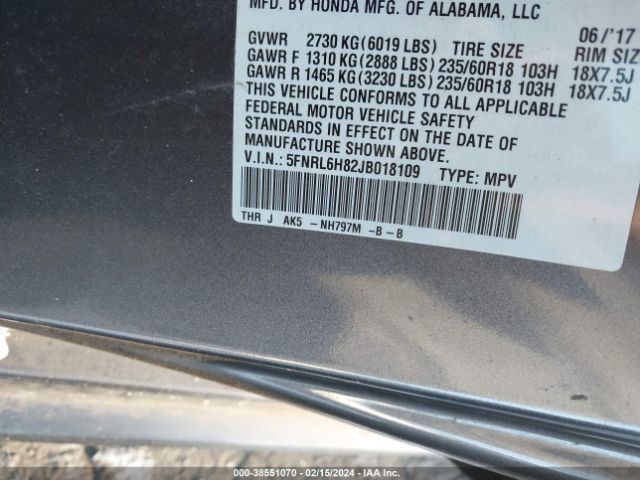 MFD. BY HONDA MFG. OF ALABAMA, LLC
06/'17
GVWR 2730 KG (6019 LBS) TIRE SIZE RIM SIZ
GAWR F 1310 KG (2888 LBS) 235/60R18 103H 18X7.5J
GAWR R 1465 KG (3230 LBS) 235/60R18 103H 18X7.5J
THIS VEHICLE CONFORMS TO ALL APPLICABLE
FEDERAL MOTOR VEHICLE SAFETY
STANDARDS IN EFFECT ON THE DATE OF
MANUFACTURE SHOWN ABOVE.
V.I.N.: 5FNRL6H82JB018109 TYPE: MPV
THR J AK5 -NH797M -B-B
000-38551070 - 02/15/2024 - IAA Inc.